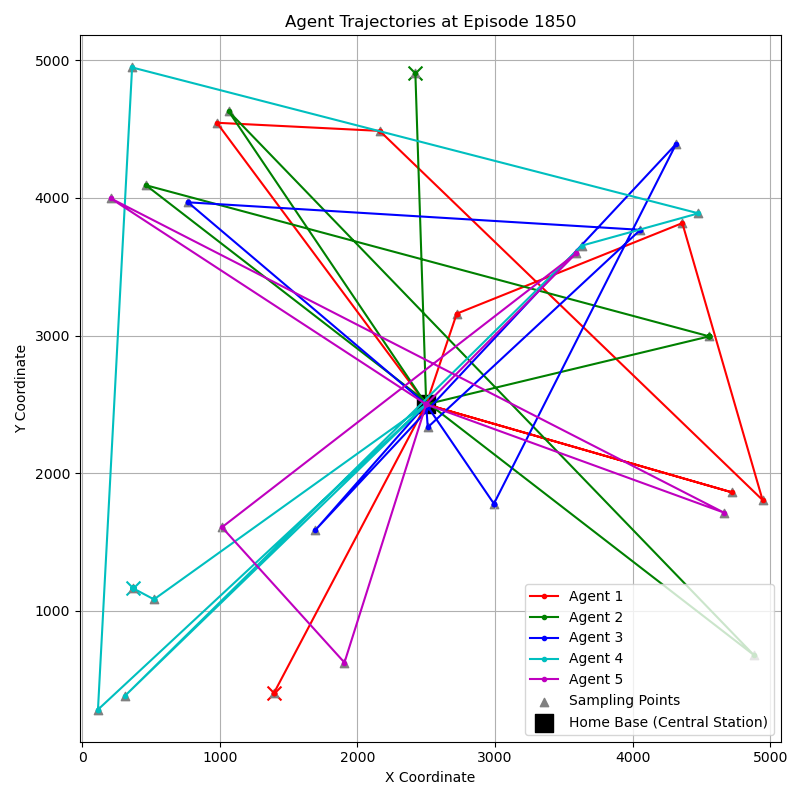 Agent Trajectories at Episode 1850
Y Coordinate
5000
4000
3000
2000
1000
0
1000
2000
3000
4000
5000
X Coordinate
Agent 1
Agent 2
Agent 3
Agent 4
Agent 5
Sampling Points
Home Base (Central Station)